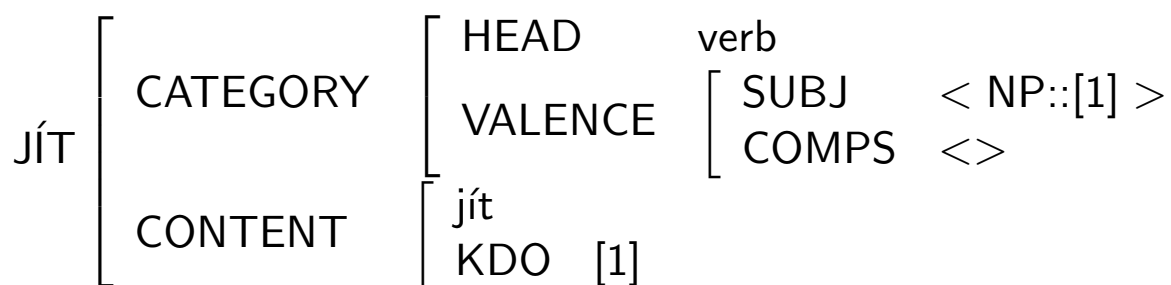 HEAD verb
CATEGORY VALENCE SUBJ < NP::[1] >
COMPS <>
JÍT
CONTENT jít
KDO [1]